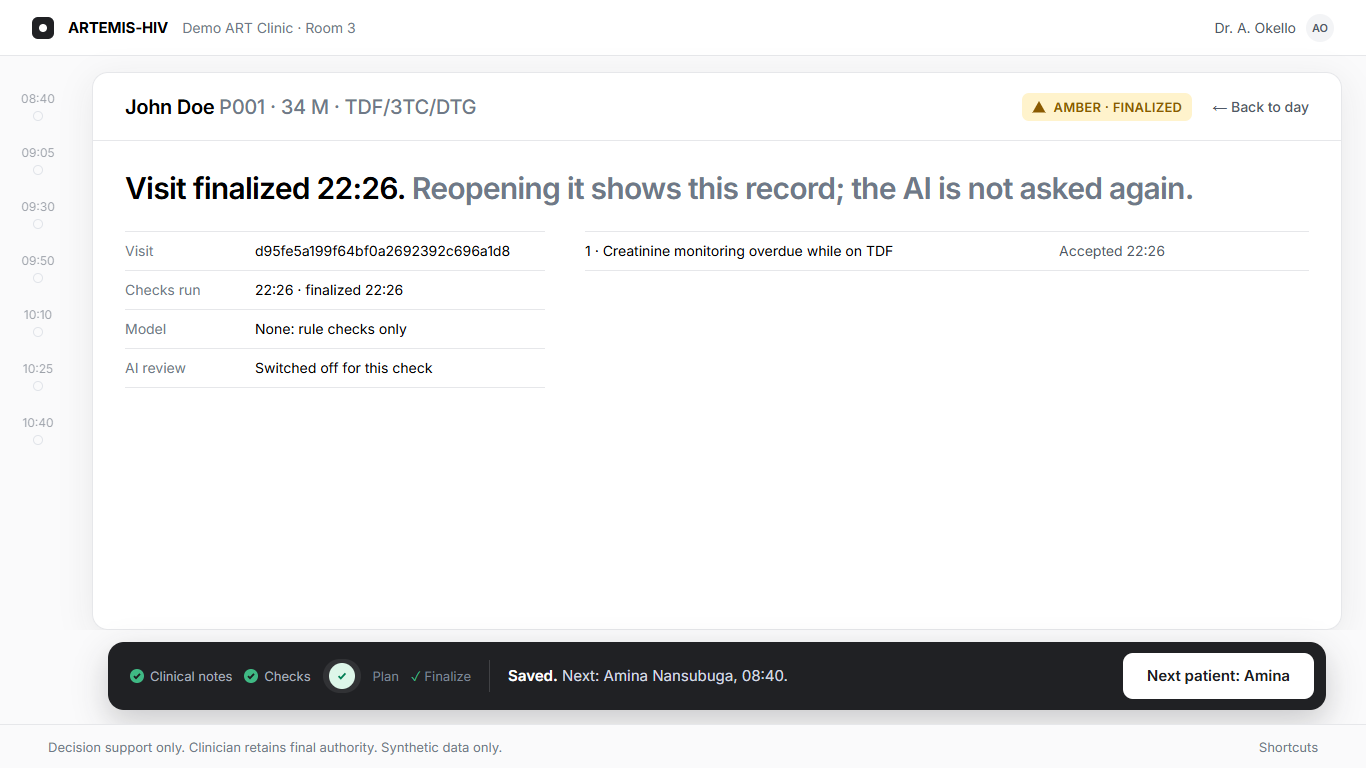 ARTEMIS-HIV Demo ART Clinic · Room 3
Dr. A. Okello AO
08:40
09:05
09:30
09:50
10:10
10:25
10:40
John Doe P001 · 34 M · TDF/3TC/DTG
AMBER · FINALIZED
← Back to day
Visit finalized 22:26. Reopening it shows this record; the AI is not asked again.
Visit d95fe5a199f64bf0a2692392c696a1d8
Checks run 22:26 · finalized 22:26
Model None: rule checks only
AI review Switched off for this check
1 · Creatinine monitoring overdue while on TDF Accepted 22:26
Clinical notes Checks Plan ✓ Finalize Saved. Next: Amina Nansubuga, 08:40.
Next patient: Amina
Decision support only. Clinician retains final authority. Synthetic data only.
Shortcuts